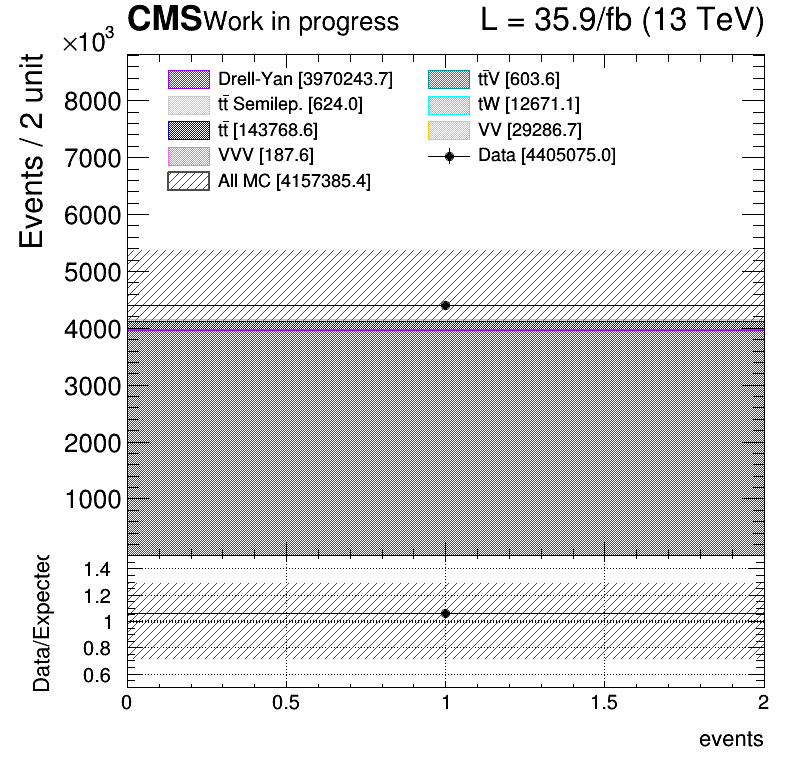 CMS Work in progress L = 35.9/fb (13 TeV)
×10³
Events / 2 unit
Drell-Yan [3970243.7]
tt̄ Semilep. [624.0]
tt̄ [143768.6]
VVV [187.6]
All MC [4157385.4]
tt̄V [603.6]
tW [12671.1]
VV [29286.7]
Data [4405075.0]
8000
7000
6000
5000
4000
3000
2000
1000
Data/Expected
1.4
1.2
1
0.8
0.6
0 0.5 1 1.5 2
events